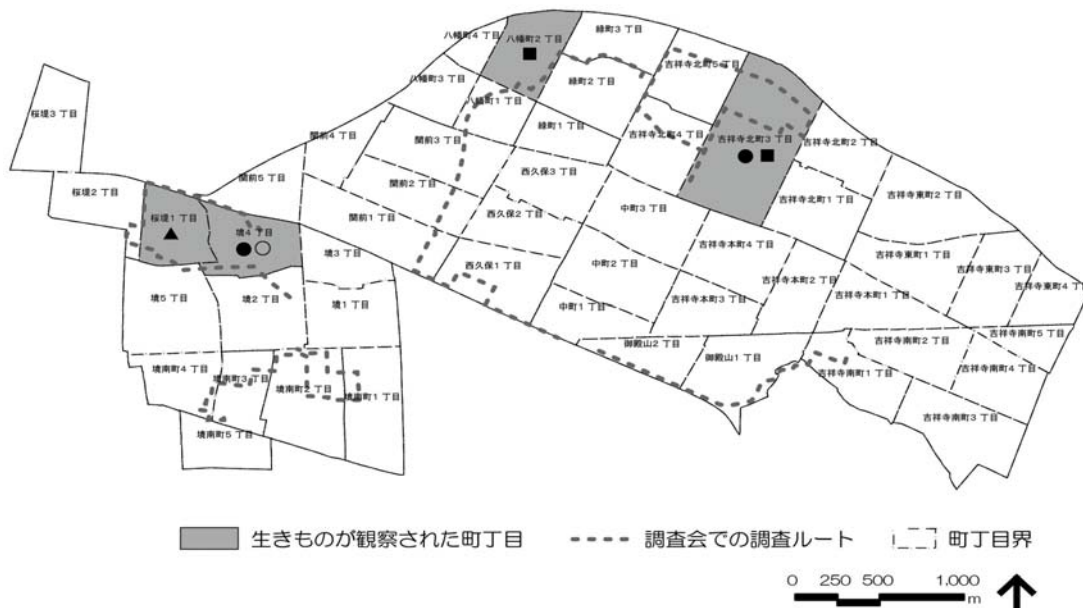 八幡町4 丁目
八幡町2 丁目
緑町3 丁目
八幡町3 丁目
緑町2 丁目
吉祥寺北町5 丁目
八幡町1 丁目
桜堤3 丁目
関前4 丁目
関前3 丁目
緑町1 丁目
吉祥寺北町4 丁目
吉祥寺北町3 丁目
吉祥寺北町2 丁目
桜堤2 丁目
関前5 丁目
関前2 丁目
西久保3 丁目
吉祥寺東町2 丁目
桜堤1 丁目
境4 丁目
関前1 丁目
西久保2 丁目
中町3 丁目
吉祥寺北町1 丁目
境3 丁目
西久保1 丁目
中町2 丁目
吉祥寺本町4 丁目
吉祥寺東町1 丁目
吉祥寺東町3 丁目
吉祥寺東町4 丁目
境5 丁目
境2 丁目
境1 丁目
中町1 丁目
吉祥寺本町3 丁目
吉祥寺本町2 丁目
吉祥寺本町1 丁目
御殿山2 丁目
御殿山1 丁目
吉祥寺南町5 丁目
吉祥寺南町2 丁目
境南町4 丁目
境南町3 丁目
境南町2 丁目
境南町1 丁目
吉祥寺南町1 丁目
吉祥寺南町4 丁目
吉祥寺南町3 丁目
境南町5 丁目
生きものが観察された町丁目
調査会での調査ルート
町丁目界
0 250 500 1,000
m